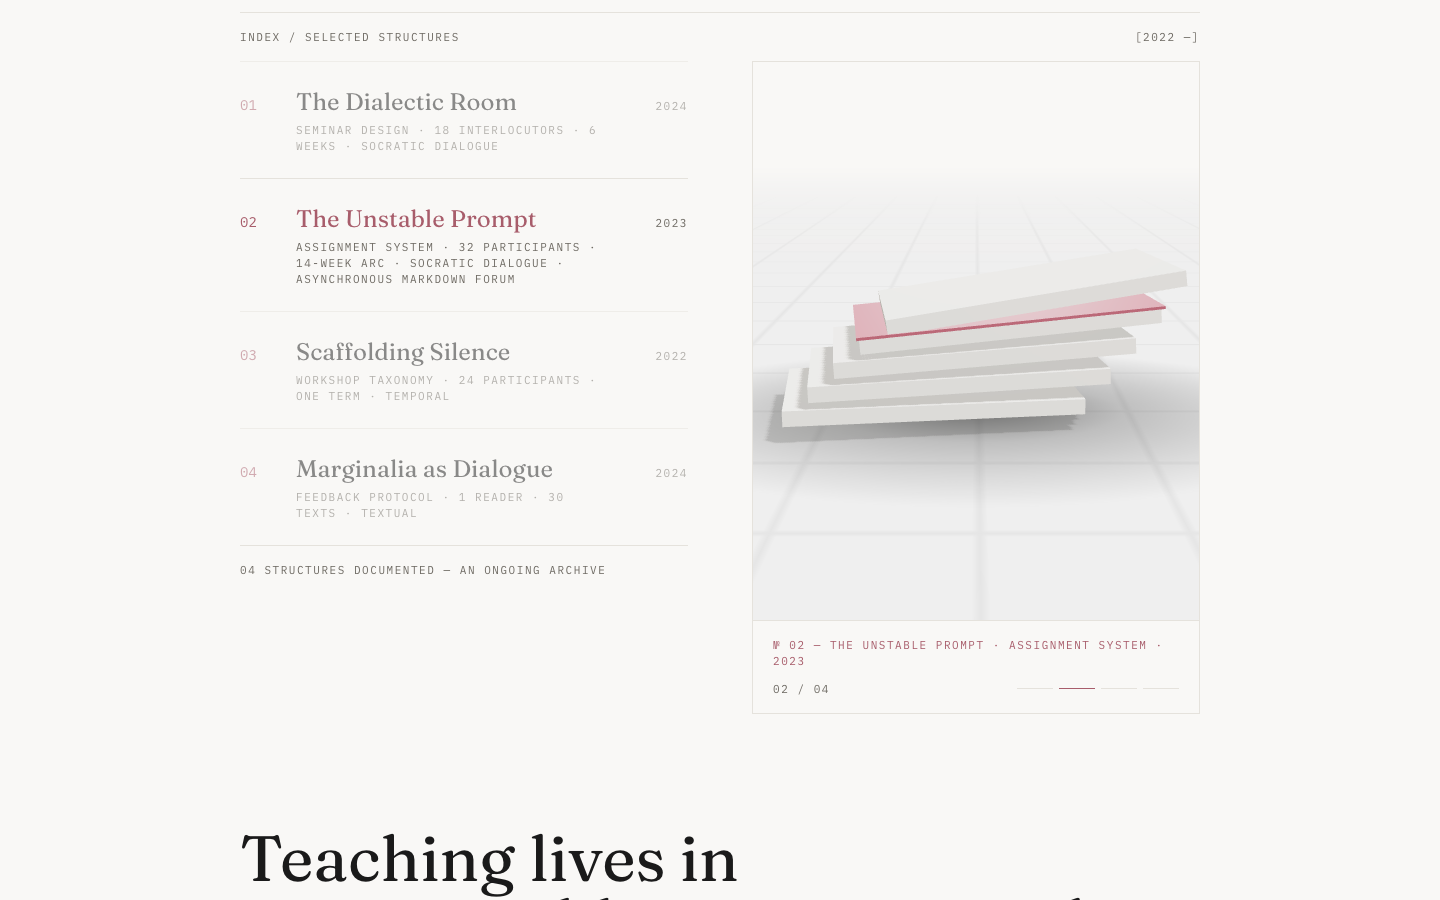 INDEX / SELECTED STRUCTURES
[2022 —]
01
The Dialectic Room
2024
SEMINAR DESIGN · 18 INTERLOCUTORS · 6
WEEKS · SOCRATIC DIALOGUE
02
The Unstable Prompt
2023
ASSIGNMENT SYSTEM · 32 PARTICIPANTS ·
14-WEEK ARC · SOCRATIC DIALOGUE ·
ASYNCHRONOUS MARKDOWN FORUM
03
Scaffolding Silence
2022
WORKSHOP TAXONOMY · 24 PARTICIPANTS ·
ONE TERM · TEMPORAL
04
Marginalia as Dialogue
2024
FEEDBACK PROTOCOL · 1 READER · 30
TEXTS · TEXTUAL
04 STRUCTURES DOCUMENTED — AN ONGOING ARCHIVE
№ 02 — THE UNSTABLE PROMPT · ASSIGNMENT SYSTEM ·
2023
02 / 04
Teaching lives in